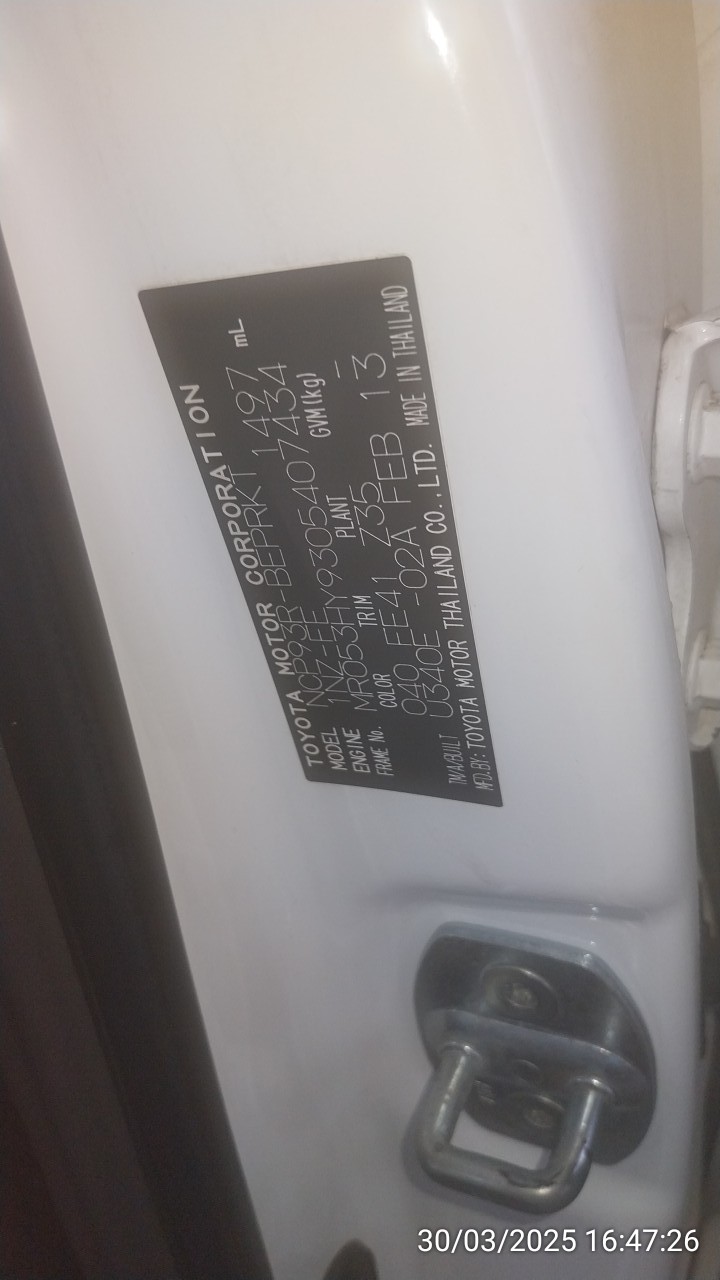 TOYOTA MOTOR CORPORATION
MODEL NCP93R-BEPRKT 1497 mL
ENGINE 1NZ-FE
FRAME No. MR053HY9305407434
COLOR TRIM PLANT GVM(kg)
040 FE41 Z35 -
TM/A/BUILT U340E -02A FEB 13
MFD.BY: TOYOTA MOTOR THAILAND CO.,LTD. MADE IN THAILAND
30/03/2025 16:47:26